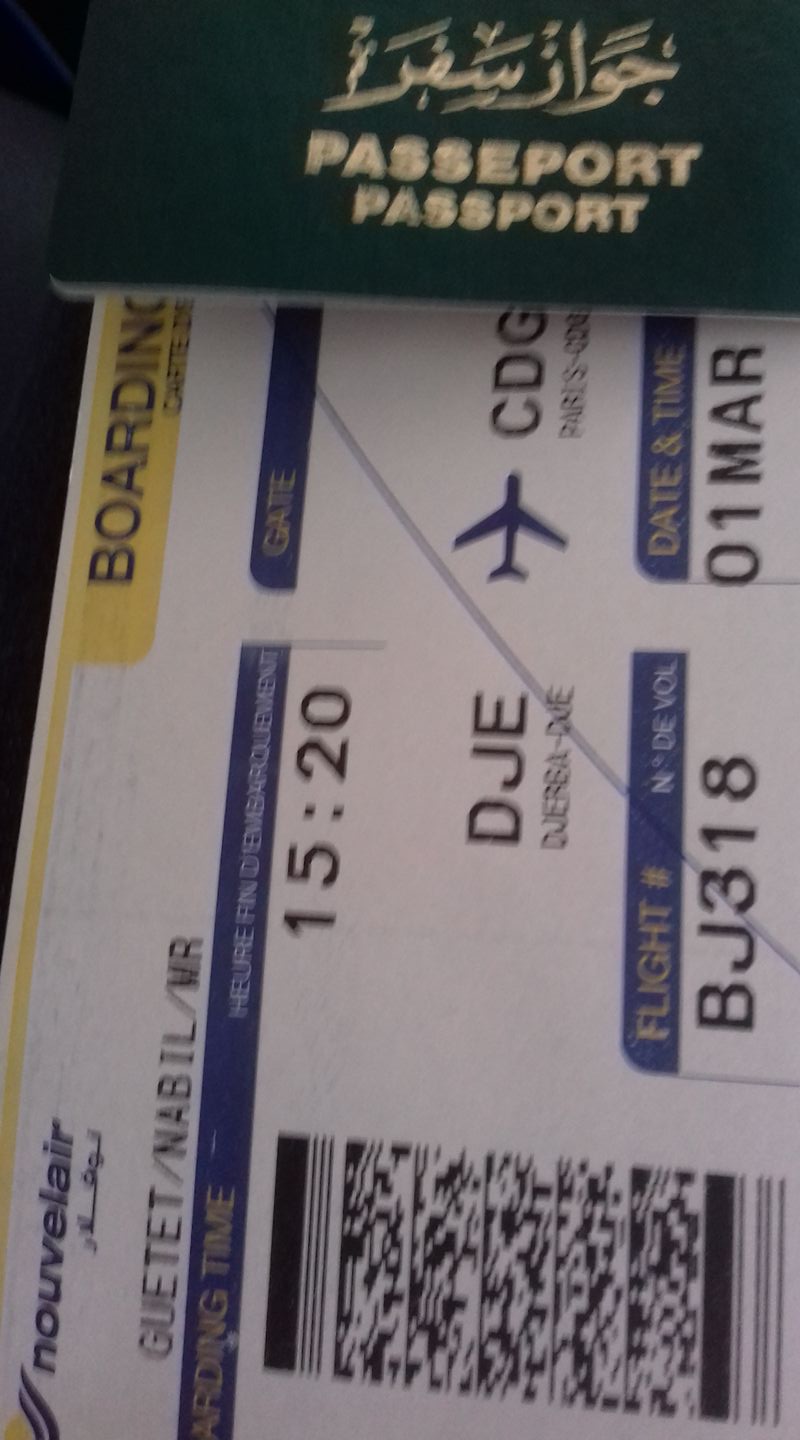 جواز سفر
PASSEPORT
PASSPORT
nouvelair
نوفلار
BOARDING
CARTE D'E
GUETET/NABIL/MR
ARDING TIME
HEURE FIN D'EMBARQUEMENT
GATE
15:20
DJE
CDG
DJERBA-DJE
PARIS-CDG
FLIGHT #
N° DE VOL
DATE & TIME
BJ318
01MAR